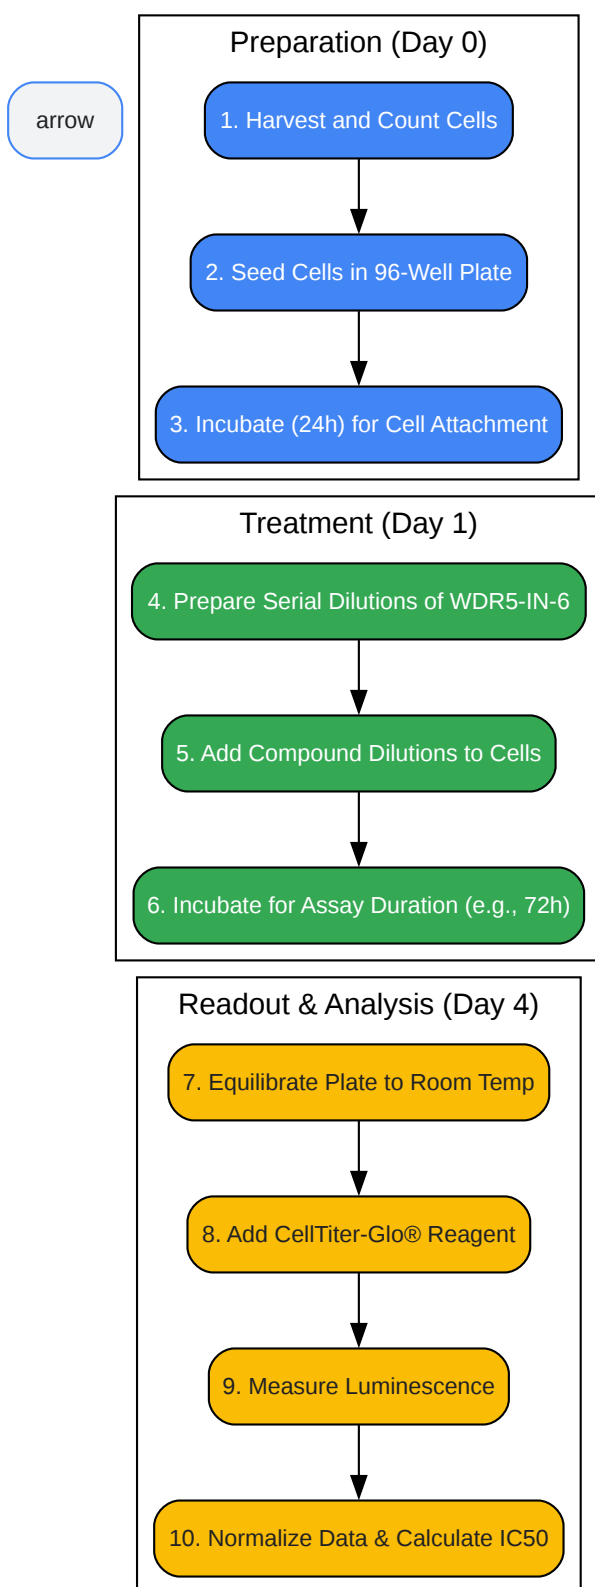 Preparation (Day 0)
arrow
1. Harvest and Count Cells
2. Seed Cells in 96-Well Plate
3. Incubate (24h) for Cell Attachment
Treatment (Day 1)
4. Prepare Serial Dilutions of WDR5-IN-6
5. Add Compound Dilutions to Cells
6. Incubate for Assay Duration (e.g., 72h)
Readout & Analysis (Day 4)
7. Equilibrate Plate to Room Temp
8. Add CellTiter-Glo® Reagent
9. Measure Luminescence
10. Normalize Data & Calculate IC50